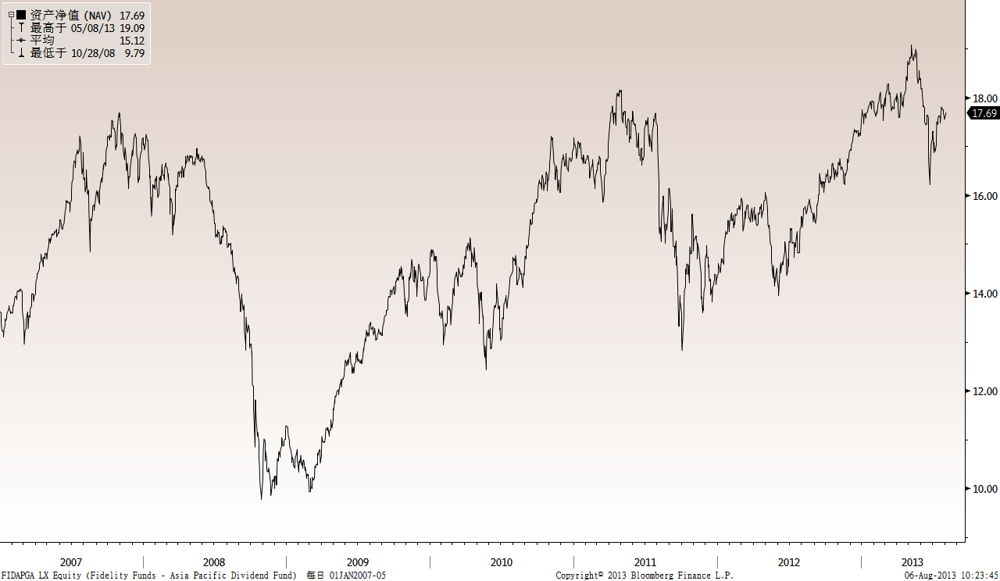 资产净值 (NAV) 17.69
最高于 05/08/13 19.09
平均 15.12
最低于 10/28/08 9.79
18.00
17.69
16.00
14.00
12.00
10.00
2007 2008 2009 2010 2011 2012 2013
FIDAPGA LX Equity (Fidelity Funds - Asia Pacific Dividend Fund) 每日 01JAN2007-05 Copyright© 2013 Bloomberg Finance L.P. 06-Aug-2013 10:23:45